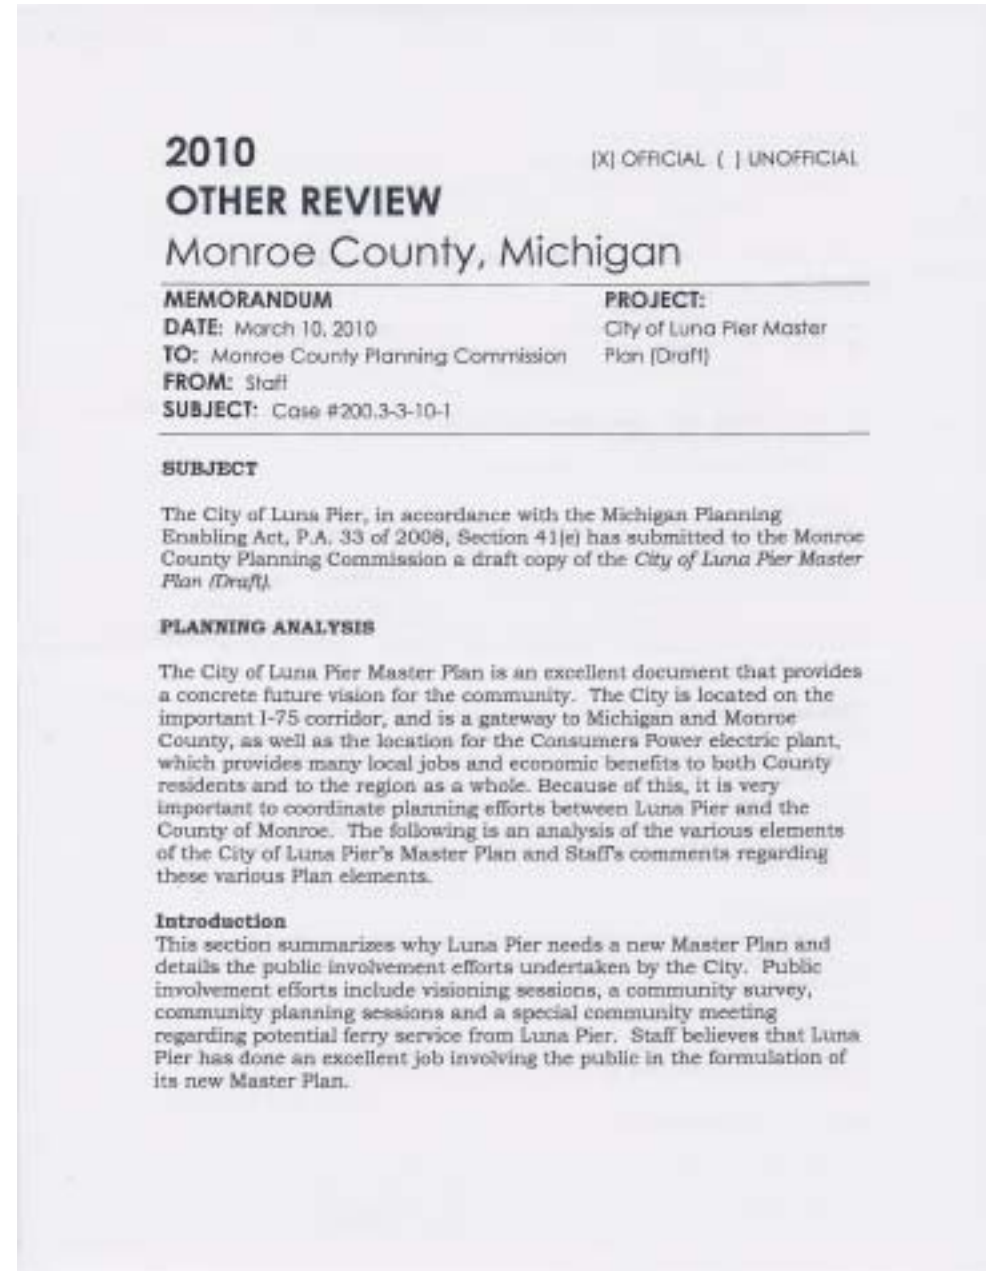 2010
[X] OFFICIAL ( ) UNOFFICIAL
OTHER REVIEW
Monroe County, Michigan
MEMORANDUM
DATE: March 10, 2010
TO: Monroe County Planning Commission
FROM: Staff
SUBJECT: Case #200.3-3-10-1
PROJECT:
City of Luna Pier Master
Plan (Draft)
SUBJECT
The City of Luna Pier, in accordance with the Michigan Planning
Enabling Act, P.A. 33 of 2008, Section 41(e) has submitted to the Monroe
County Planning Commission a draft copy of the City of Luna Pier Master
Plan (Draft).
PLANNING ANALYSIS
The City of Luna Pier Master Plan is an excellent document that provides
a concrete future vision for the community. The City is located on the
important I-75 corridor, and is a gateway to Michigan and Monroe
County, as well as the location for the Consumers Power electric plant,
which provides many local jobs and economic benefits to both County
residents and to the region as a whole. Because of this, it is very
important to coordinate planning efforts between Luna Pier and the
County of Monroe. The following is an analysis of the various elements
of the City of Luna Pier's Master Plan and Staff's comments regarding
these various Plan elements.
Introduction
This section summarizes why Luna Pier needs a new Master Plan and
details the public involvement efforts undertaken by the City. Public
involvement efforts include visioning sessions, a community survey,
community planning sessions and a special community meeting
regarding potential ferry service from Luna Pier. Staff believes that Luna
Pier has done an excellent job involving the public in the formulation of
its new Master Plan.